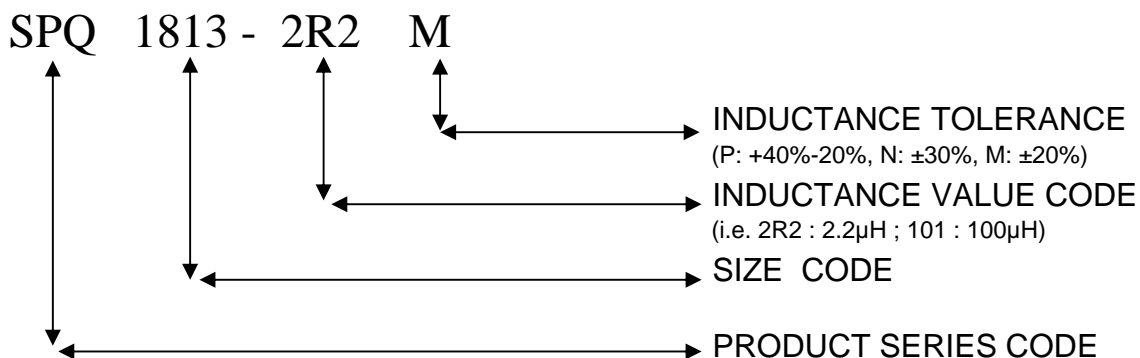 SPQ 1813 - 2R2 M
INDUCTANCE TOLERANCE
(P: +40%-20%, N: ±30%, M: ±20%)
INDUCTANCE VALUE CODE
(i.e. 2R2 : 2.2µH ; 101 : 100µH)
SIZE CODE
PRODUCT SERIES CODE